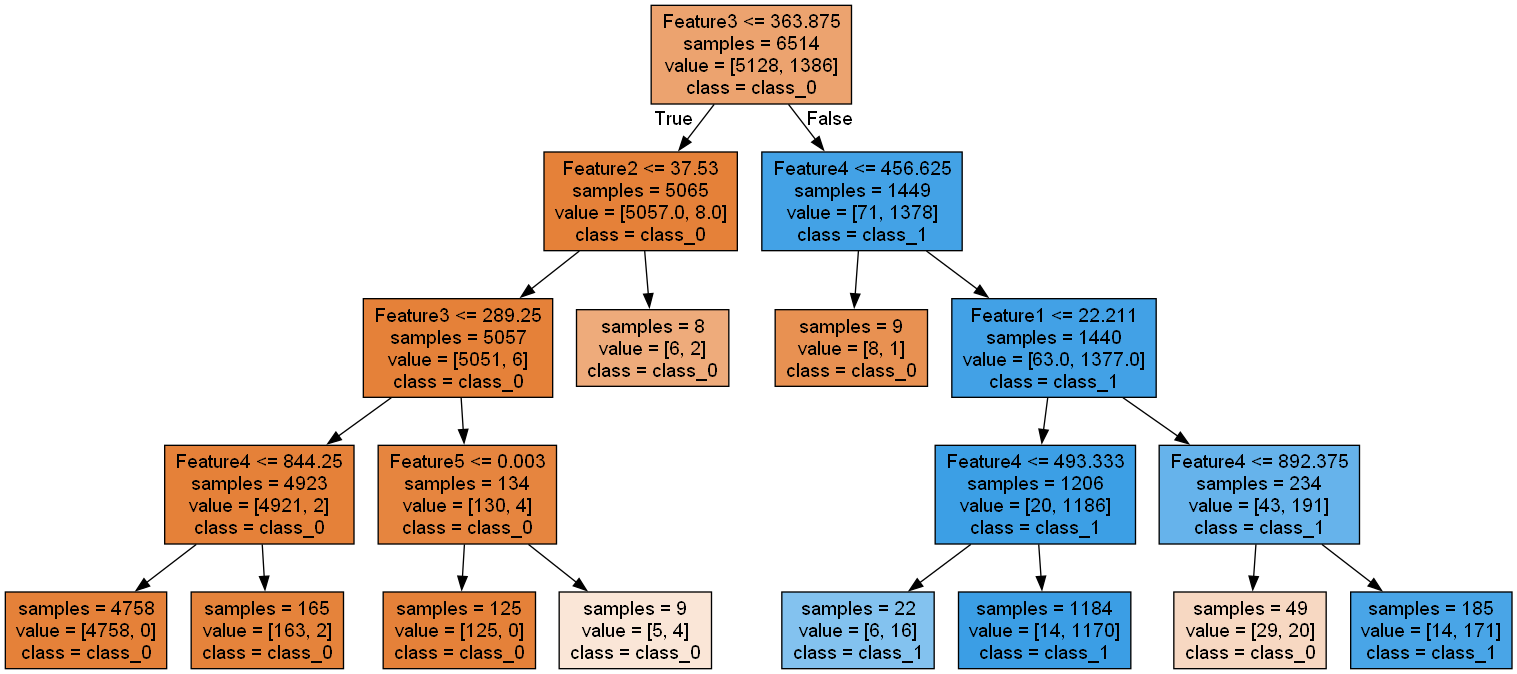 Feature3 <= 363.875
samples = 6514
value = [5128, 1386]
class = class_0
True
False
Feature2 <= 37.53
samples = 5065
value = [5057.0, 8.0]
class = class_0
Feature4 <= 456.625
samples = 1449
value = [71, 1378]
class = class_1
Feature3 <= 289.25
samples = 5057
value = [5051, 6]
class = class_0
samples = 8
value = [6, 2]
class = class_0
samples = 9
value = [8, 1]
class = class_0
Feature1 <= 22.211
samples = 1440
value = [63.0, 1377.0]
class = class_1
Feature4 <= 844.25
samples = 4923
value = [4921, 2]
class = class_0
Feature5 <= 0.003
samples = 134
value = [130, 4]
class = class_0
Feature4 <= 493.333
samples = 1206
value = [20, 1186]
class = class_1
Feature4 <= 892.375
samples = 234
value = [43, 191]
class = class_1
samples = 4758
value = [4758, 0]
class = class_0
samples = 165
value = [163, 2]
class = class_0
samples = 125
value = [125, 0]
class = class_0
samples = 9
value = [5, 4]
class = class_0
samples = 22
value = [6, 16]
class = class_1
samples = 1184
value = [14, 1170]
class = class_1
samples = 49
value = [29, 20]
class = class_0
samples = 185
value = [14, 171]
class = class_1